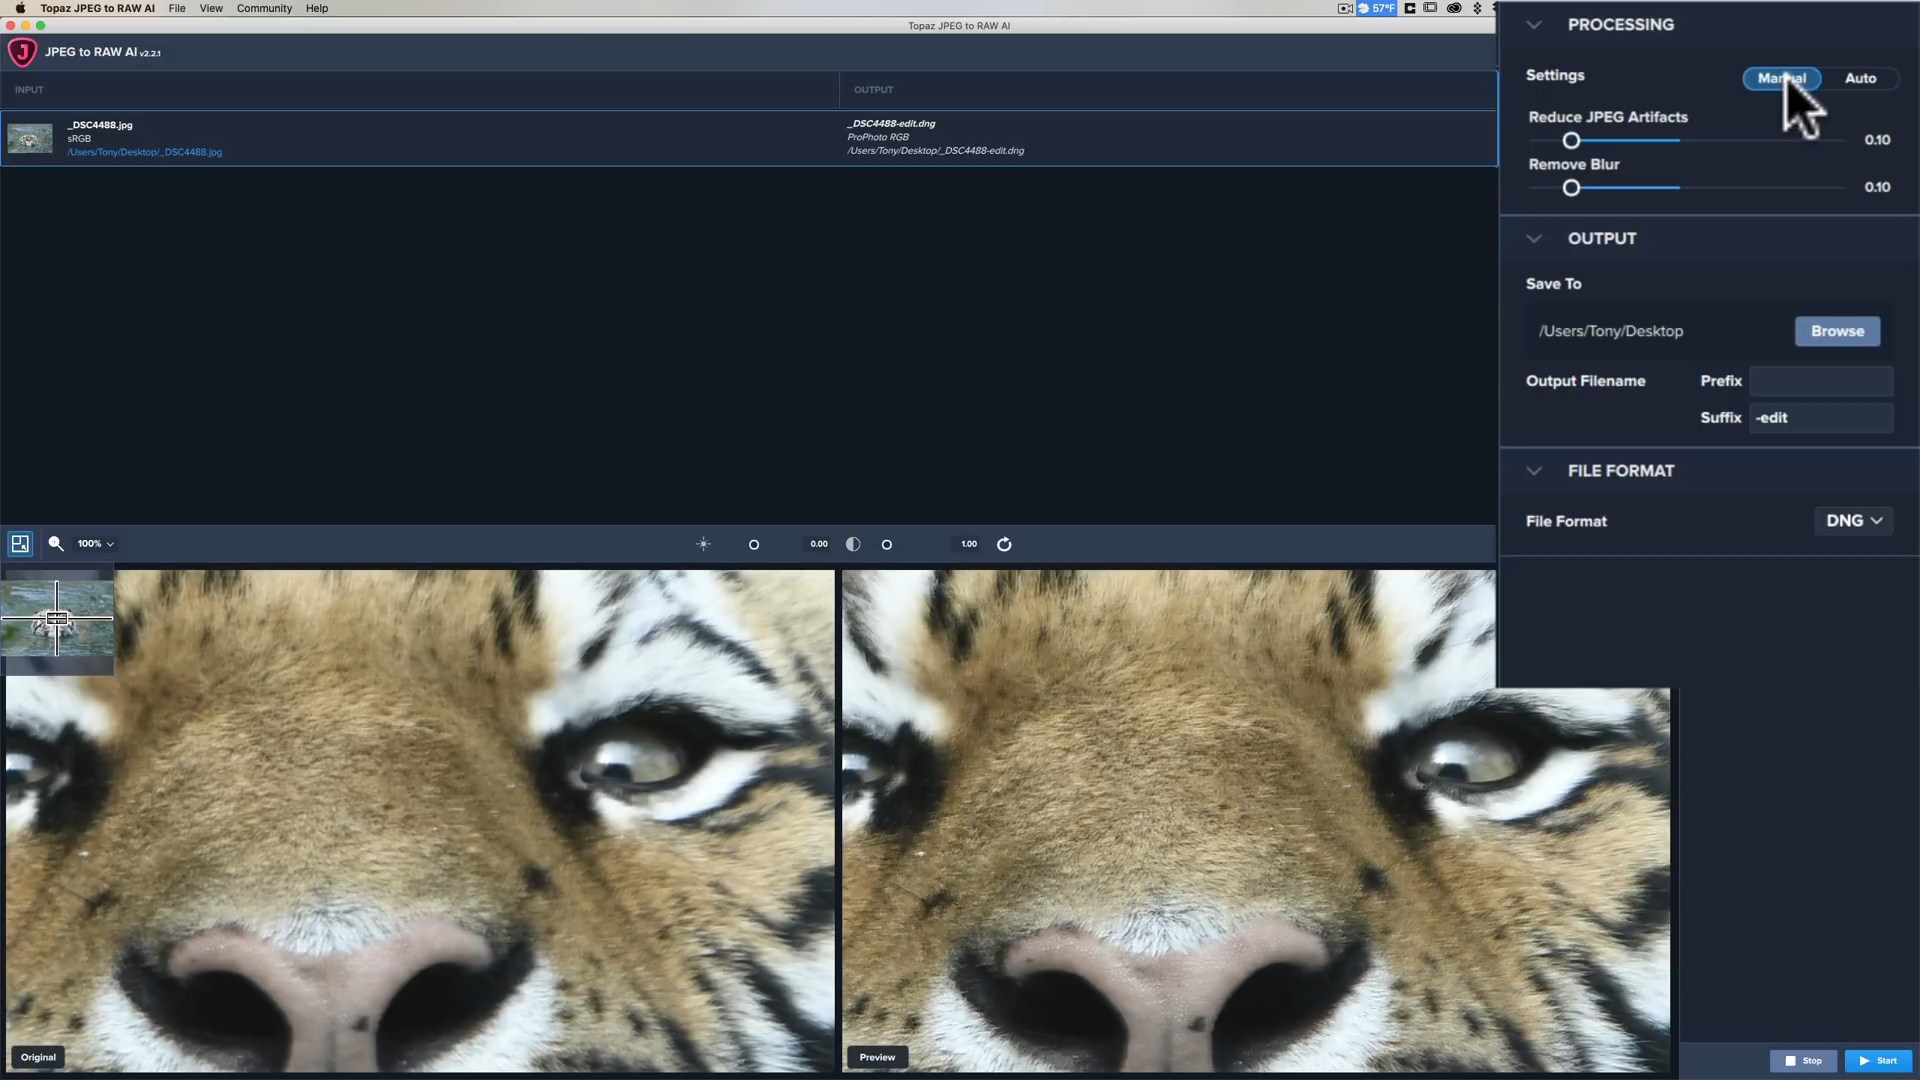 Topaz JPEG to RAW AI File View Community Help
57°F
Topaz JPEG to RAW AI
JPEG to RAW AI v2.2.1
INPUT
OUTPUT
_DSC4488.jpg
sRGB
/Users/Tony/Desktop/_DSC4488.jpg
_DSC4488-edit.dng
ProPhoto RGB
/Users/Tony/Desktop/_DSC4488-edit.dng
PROCESSING
Settings
Manual Auto
Reduce JPEG Artifacts
0.10
Remove Blur
0.10
OUTPUT
Save To
/Users/Tony/Desktop Browse
Output Filename Prefix
Suffix -edit
FILE FORMAT
File Format DNG
100%
0.00
1.00
Original
Preview
Stop
Start